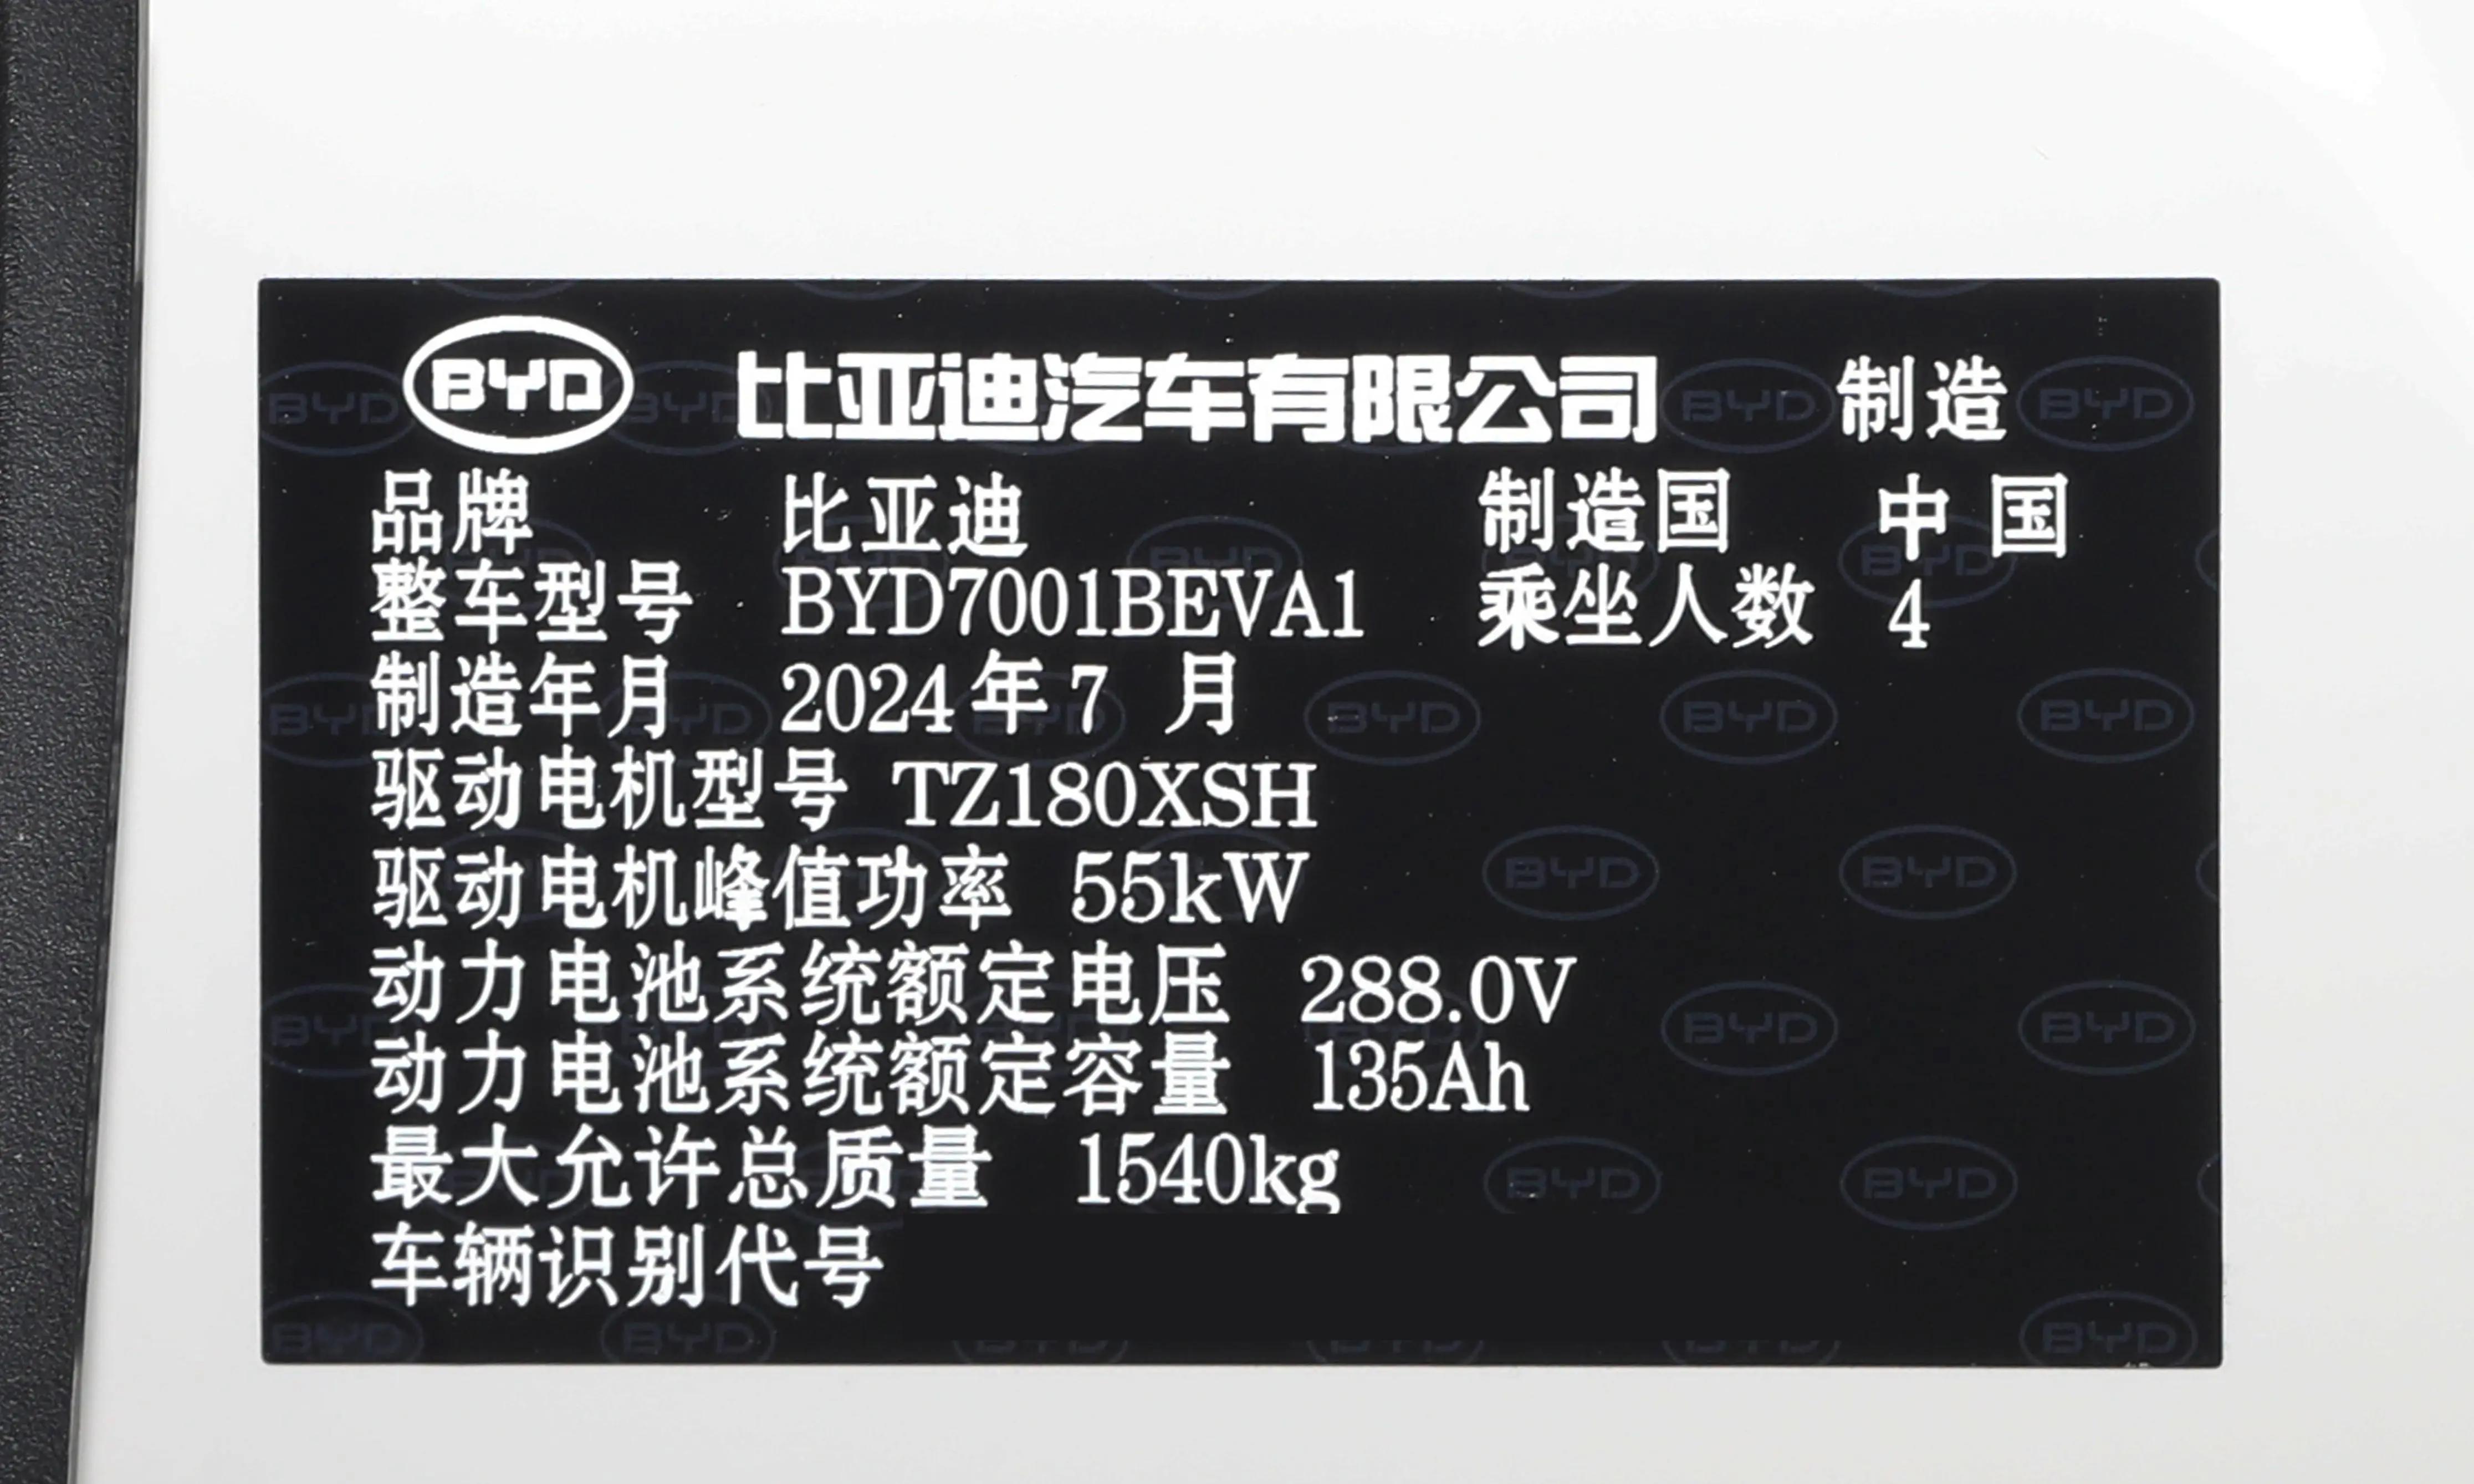 BYD 比亚迪汽车有限公司 制造
品牌 比亚迪 制造国 中国
整车型号 BYD7001BEVA1 乘坐人数 4
制造年月 2024年7月
驱动电机型号 TZ180XSH
驱动电机峰值功率 55kW
动力电池系统额定电压 288.0V
动力电池系统额定容量 135Ah
最大允许总质量 1540kg
车辆识别代号